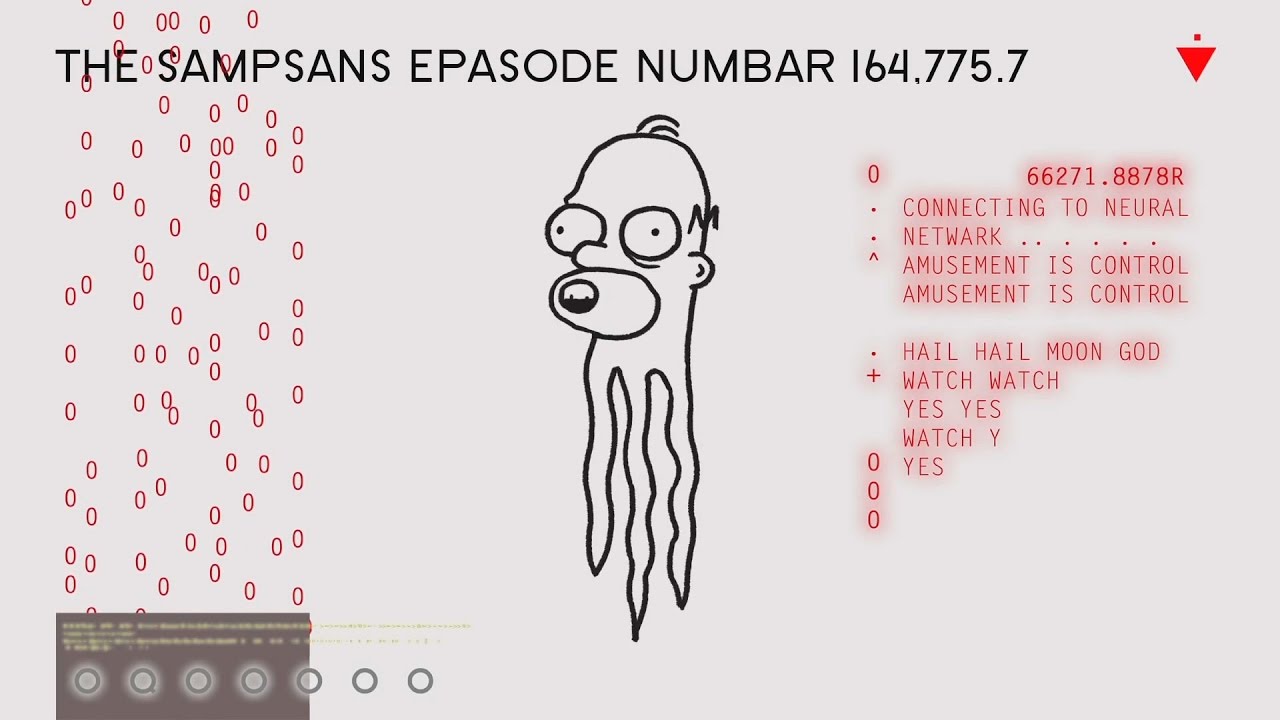 THE SAMPSANS EPASODE NUMBAR 164,775.7
0 66271.8878R
. CONNECTING TO NEURAL
. NETWARK .. . . . . .
^ AMUSEMENT IS CONTROL
AMUSEMENT IS CONTROL
. HAIL HAIL MOON GOD
+ WATCH WATCH
YES YES
WATCH Y
0 YES
0
0